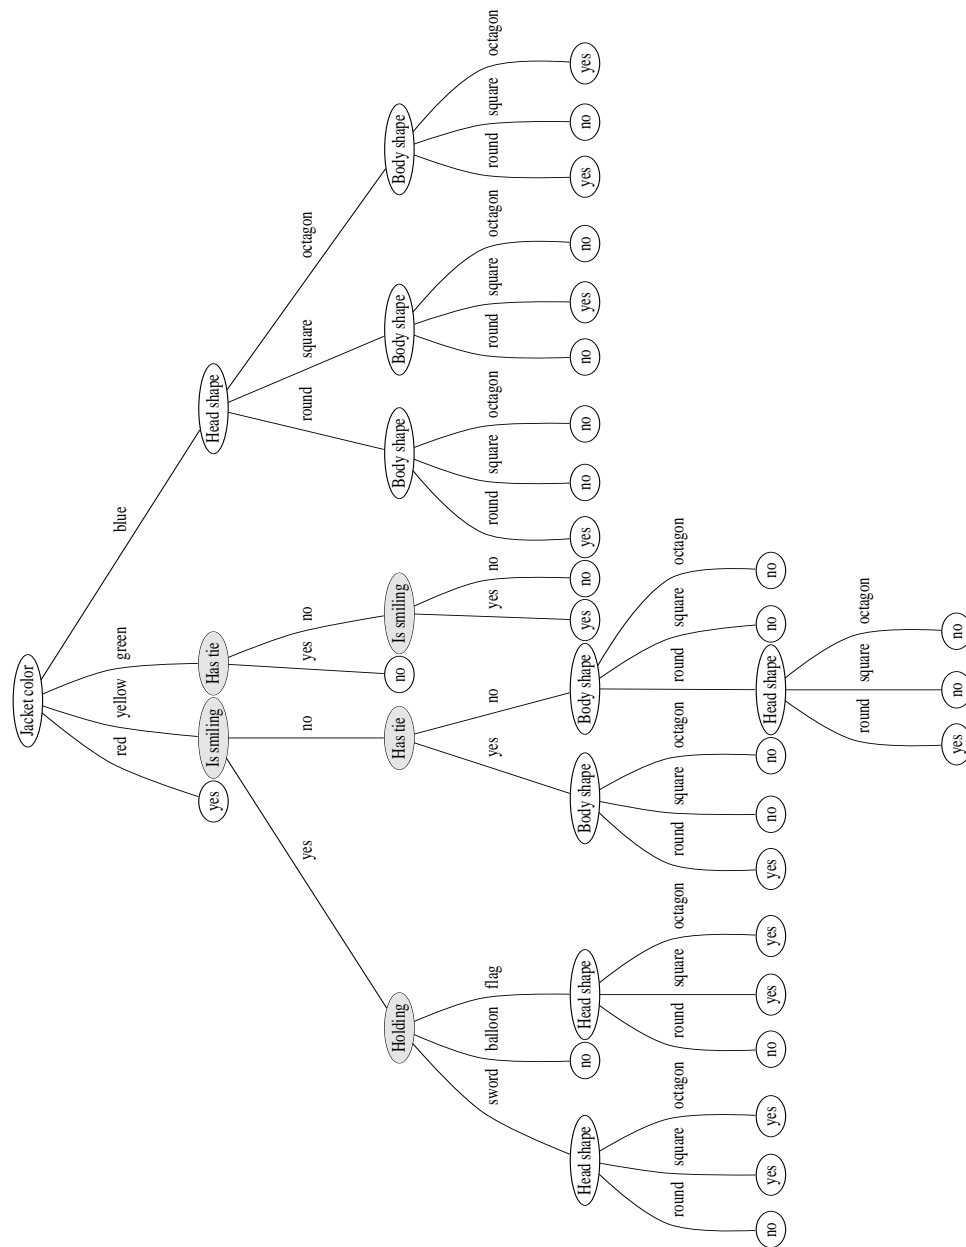 Jacket color
red yellow green blue
yes Is smiling Has tie Head shape
yes no yes no round square octagon
Holding Has tie no Is smiling Body shape Body shape Body shape
sword balloon flag yes no yes no round square octagon round square octagon round square octagon
Head shape no Head shape Body shape Body shape yes no yes no no no yes no yes no yes
round square octagon round square octagon round square octagon round square octagon
no yes yes no yes yes yes no no Head shape no no
round square octagon
yes no no